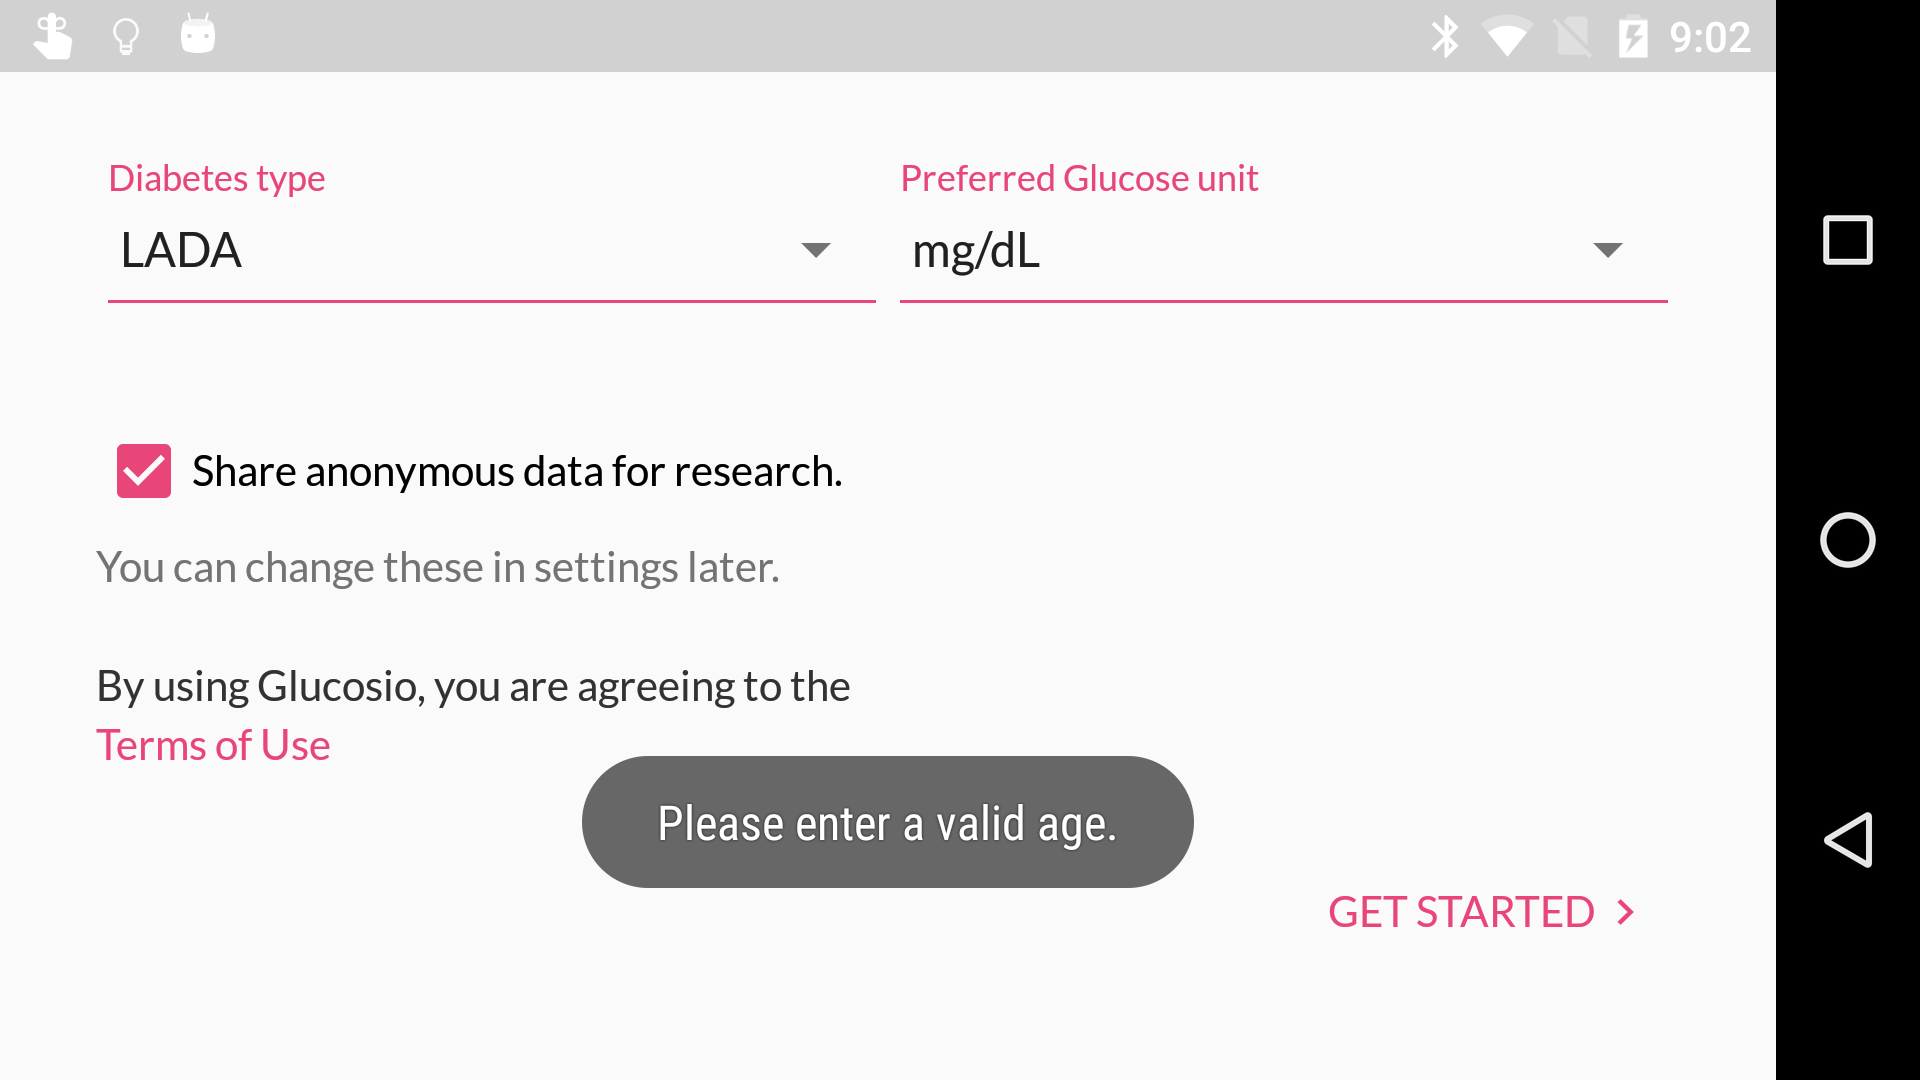 9:02
Diabetes type
Preferred Glucose unit
LADA
mg/dL
Share anonymous data for research.
You can change these in settings later.
By using Glucosio, you are agreeing to the
Terms of Use
Please enter a valid age.
GET STARTED